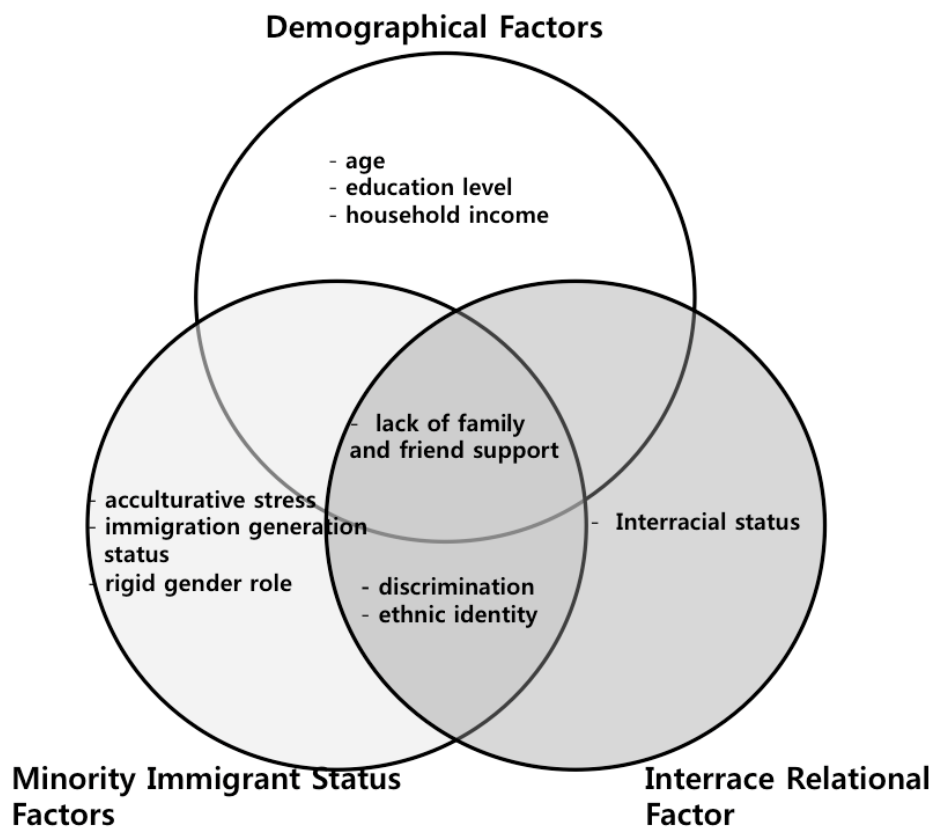 Demographical Factors
- age
- education level
- household income
- lack of family
and friend support
- acculturative stress
- immigration generation
status
- rigid gender role
- Interracial status
- discrimination
- ethnic identity
Minority Immigrant Status
Factors
Interrace Relational
Factor